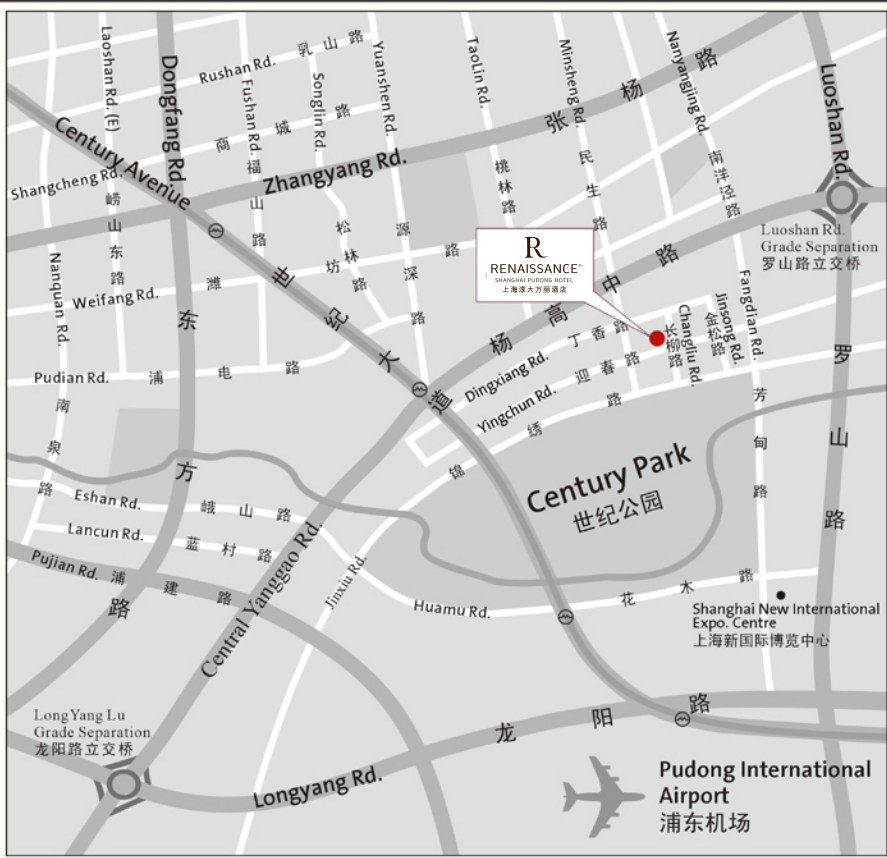 Laoshan Rd. (E)
崂山东路
Dongfang Rd
东方路
Rushan Rd.
乳山路
Fushan Rd.
福山路
Songlin Rd.
松林路
Yuanshen Rd.
源深路
TaoLin Rd.
桃林路
Minsheng Rd.
民生路
Nanyangjing Rd.
南洋泾路
Luoshan Rd.
罗山路
Century Avenue
世纪大道
Shangcheng Rd.
商城路
Zhangyang Rd.
张杨路
Luoshan Rd.
Grade Separation
罗山路立交桥
R
RENAISSANCE®
SHANGHAI PUDONG HOTEL
上海淳大万丽酒店
Nanquan Rd.
南泉路
Weifang Rd.
潍坊路
Pudian Rd.
浦电路
杨高中路
Dingxiang Rd.
丁香路
Yingchun Rd.
迎春路
Changliu Rd.
长柳路
Jinsong Rd.
金松路
Fangdian Rd.
芳甸路
锦绣路
Century Park
世纪公园
Eshan Rd.
峨山路
Lancun Rd.
蓝村路
Pujian Rd.
浦建路
Central Yanggao Rd.
Jinxiu Rd.
Huamu Rd.
花木路
Shanghai New International
Expo. Centre
上海新国际博览中心
Long Yang Lu
Grade Separation
龙阳路立交桥
Longyang Rd.
龙阳路
Pudong International
Airport
浦东机场